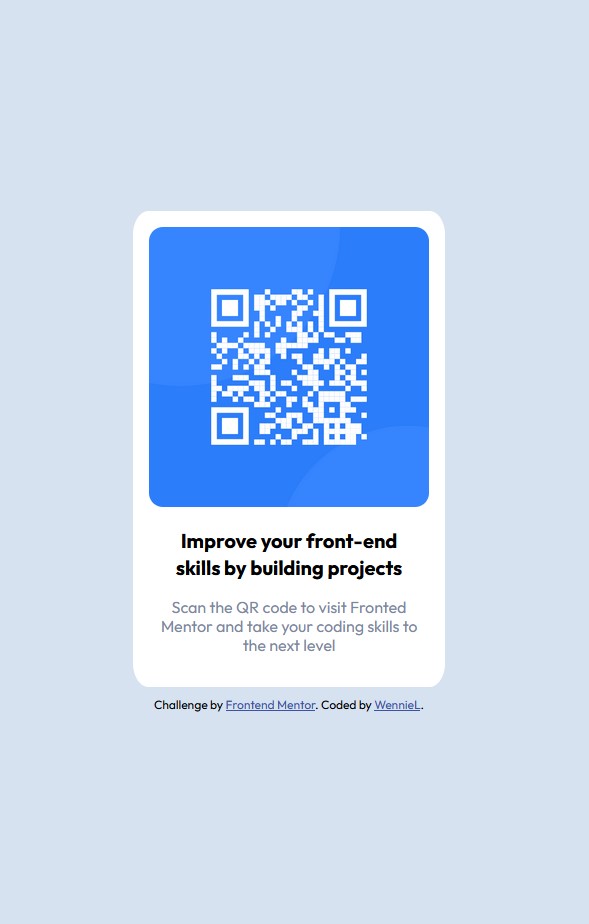 Improve your front-end
skills by building projects
Scan the QR code to visit Fronted
Mentor and take your coding skills to
the next level
Challenge by Frontend Mentor. Coded by WennieL.